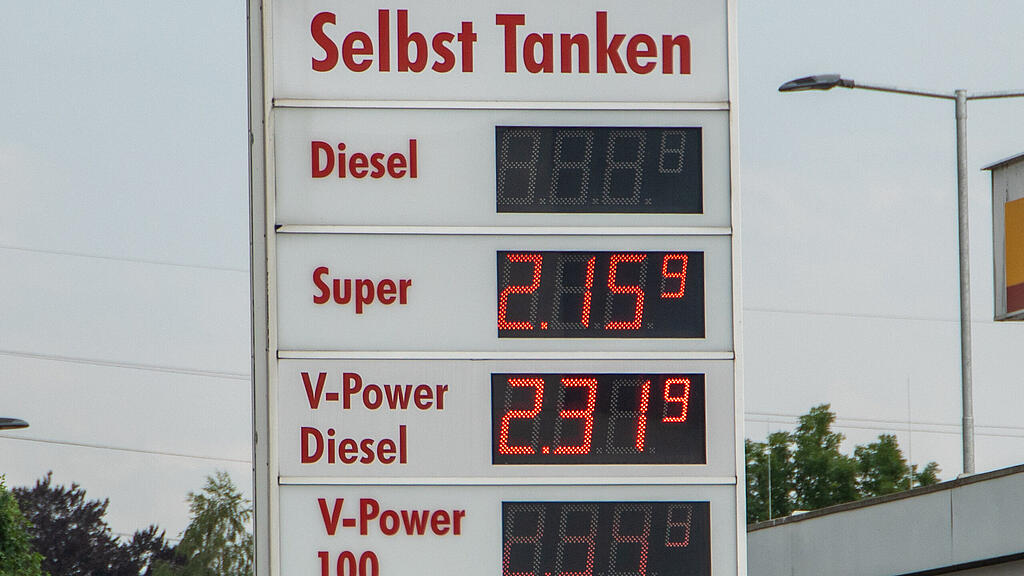 Selbst Tanken
Diesel
Super 2.15⁹
V-Power
Diesel 2.31⁹
V-Power
100